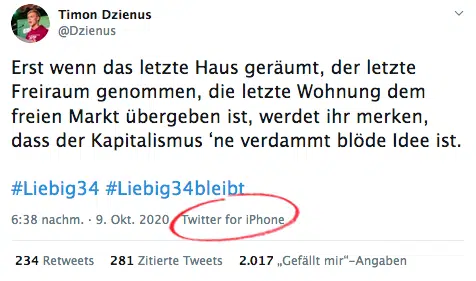 Timon Dzienus
@Dzienus
Erst wenn das letzte Haus geräumt, der letzte
Freiraum genommen, die letzte Wohnung dem
freien Markt übergeben ist, werdet ihr merken,
dass der Kapitalismus ‘ne verdammt blöde Idee ist.
#Liebig34 #Liebig34bleibt
6:38 nachm. · 9. Okt. 2020 Twitter for iPhone
234 Retweets 281 Zitierte Tweets 2.017 „Gefällt mir“-Angaben